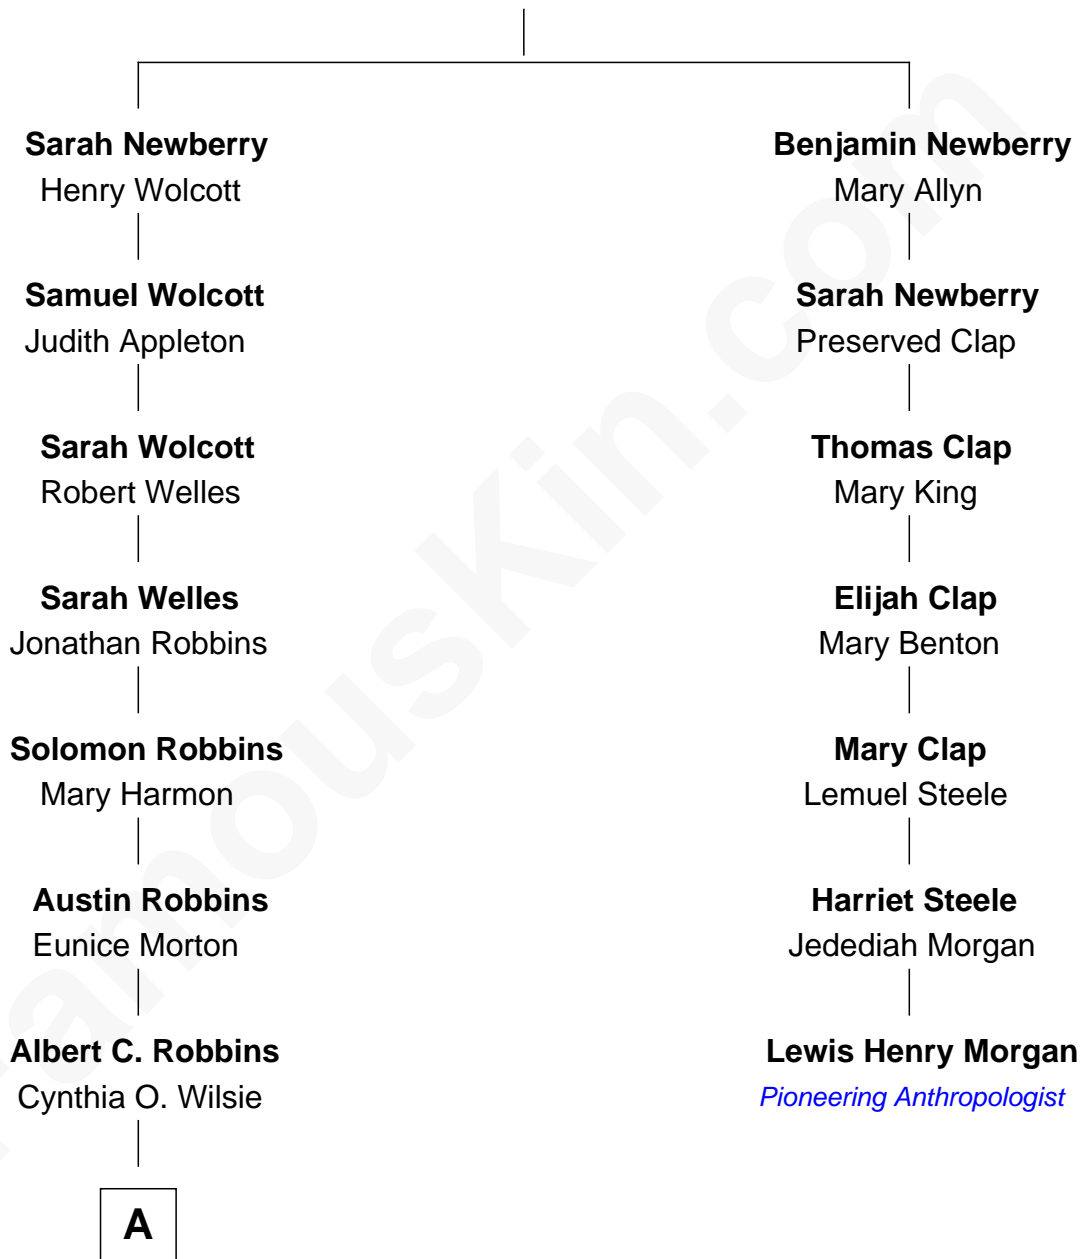 Sarah Newberry
Henry Wolcott
Benjamin Newberry
Mary Allyn
Samuel Wolcott
Judith Appleton
Sarah Newberry
Preserved Clap
Sarah Wolcott
Robert Welles
Thomas Clap
Mary King
Sarah Welles
Jonathan Robbins
Elijah Clap
Mary Benton
Solomon Robbins
Mary Harmon
Mary Clap
Lemuel Steele
Austin Robbins
Eunice Morton
Harriet Steele
Jedediah Morgan
Albert C. Robbins
Cynthia O. Wilsie
Lewis Henry Morgan
Pioneering Anthropologist
A
FamousKin.com